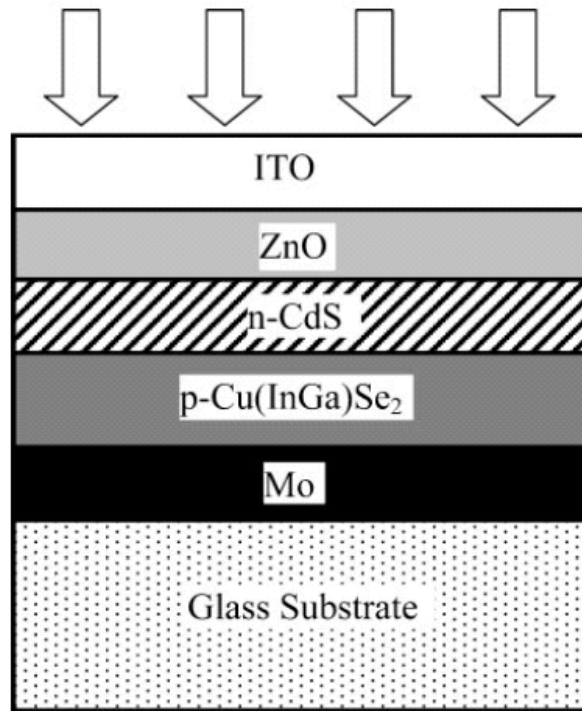 ITO
ZnO
n-CdS
p-Cu(InGa)Se₂
Mo
Glass Substrate